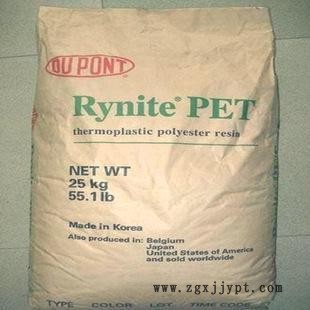 DU PONT
Rynite® PET
thermoplastic polyester resin
NET WT
25 kg
55.1 lb
Made in Korea
Also produced in: Belgium
Japan
United States of America
and sold worldwide
www.zgxjjypt.com
TYPE COLOR LOT TIME CODE